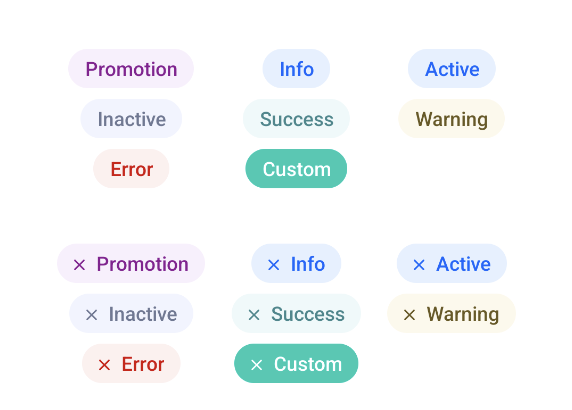 Promotion Info Active
Inactive Success Warning
Error Custom
× Promotion × Info × Active
× Inactive × Success × Warning
× Error × Custom